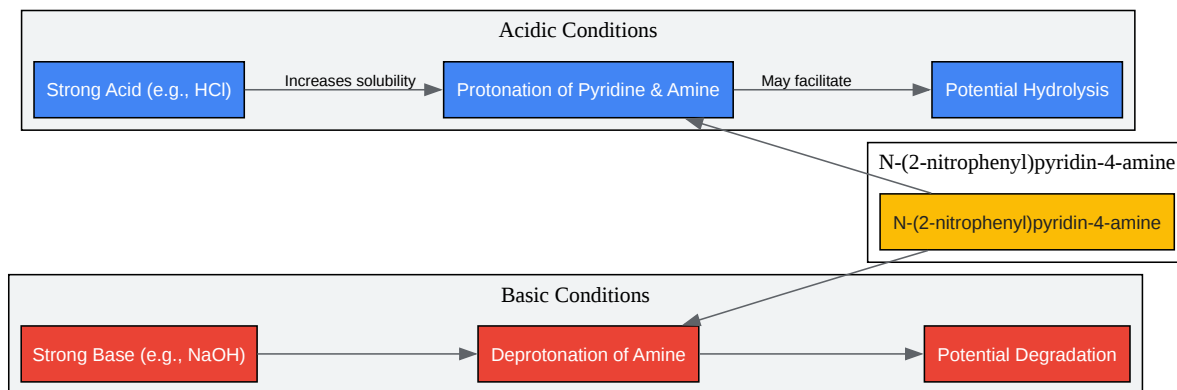 Acidic Conditions
Strong Acid (e.g., HCl)
Increases solubility
Protonation of Pyridine & Amine
May facilitate
Potential Hydrolysis
N-(2-nitrophenyl)pyridin-4-amine
N-(2-nitrophenyl)pyridin-4-amine
Basic Conditions
Strong Base (e.g., NaOH)
Deprotonation of Amine
Potential Degradation